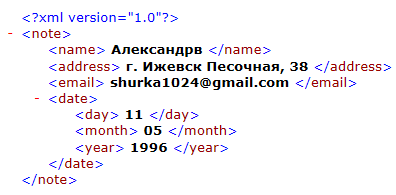 <?xml version="1.0"?>
- <note>
<name> Александрв </name>
<address> г. Ижевск Песочная, 38 </address>
<email> shurka1024@gmail.com </email>
- <date>
<day> 11 </day>
<month> 05 </month>
<year> 1996 </year>
</date>
</note>